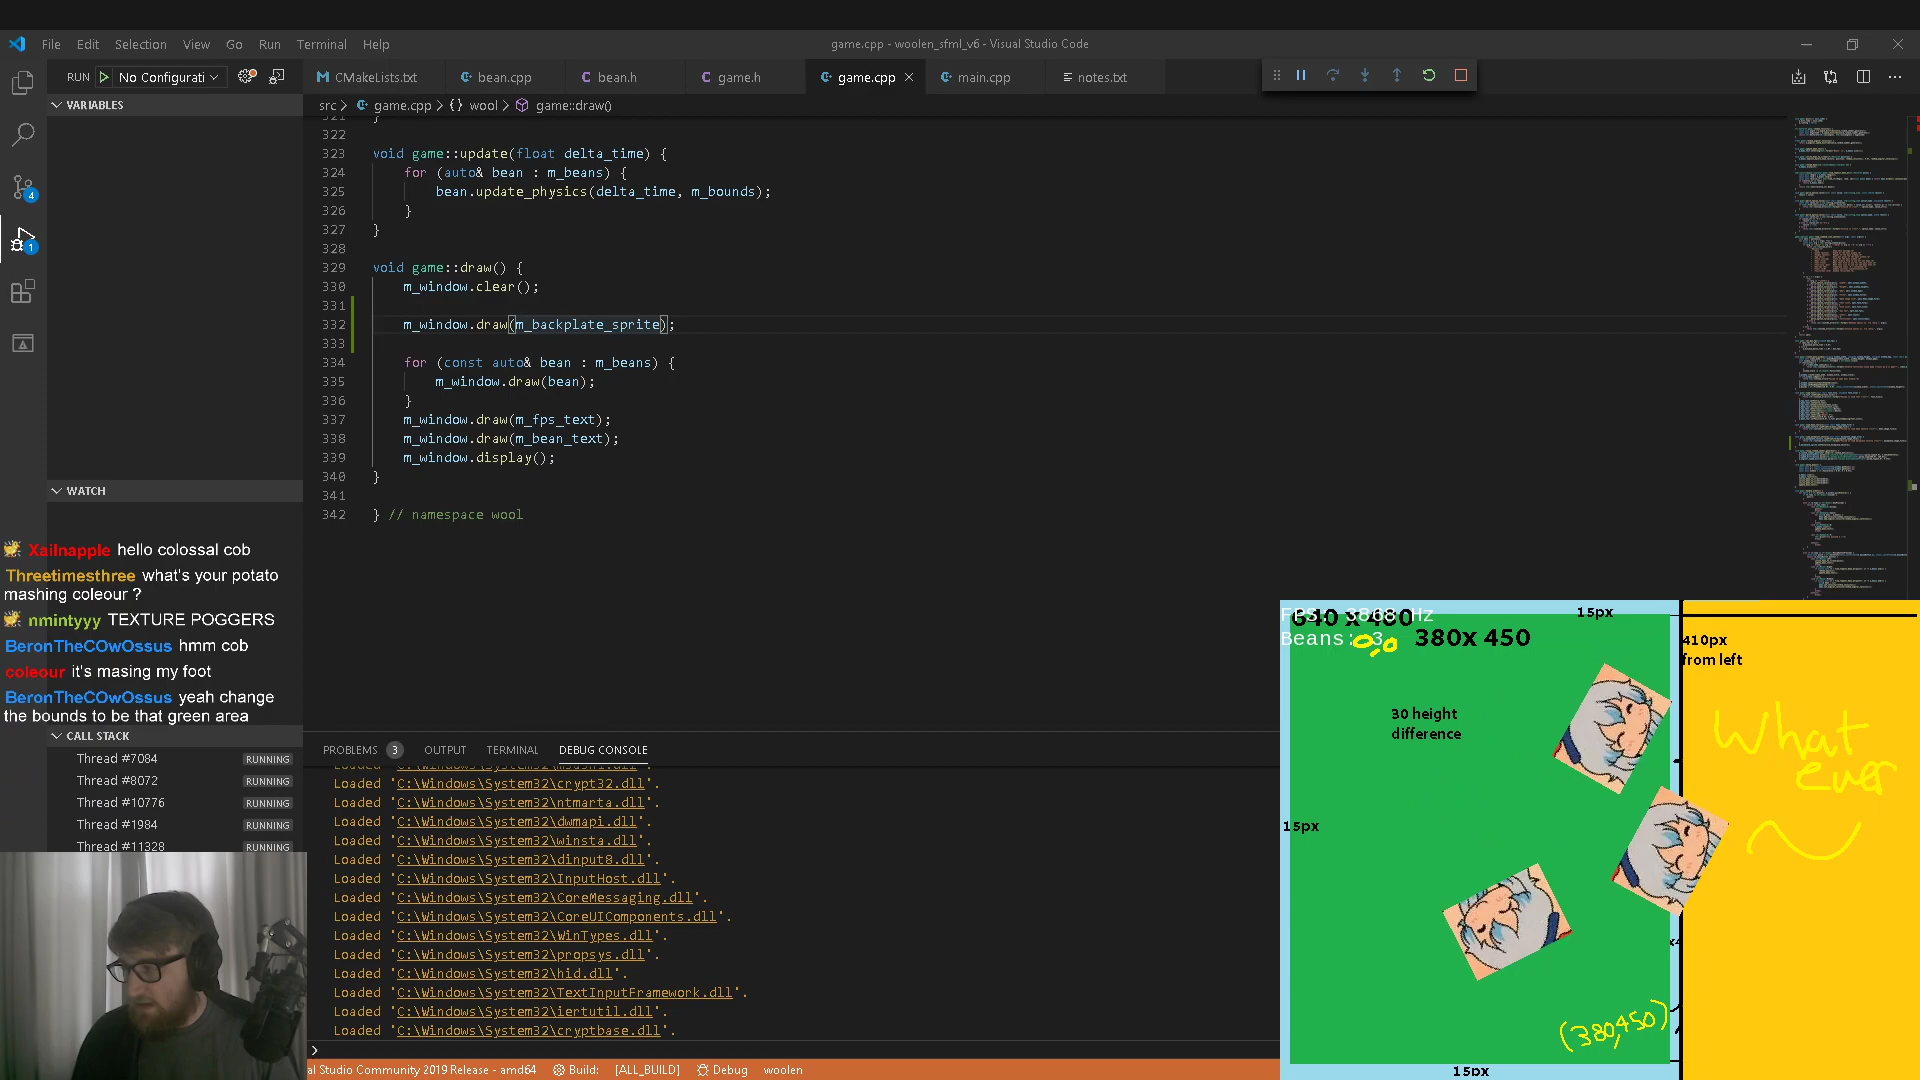 File Edit Selection View Go Run Terminal Help
game.cpp - woolen_sfml_v6 - Visual Studio Code
RUN No Configurati
CMakeLists.txt bean.cpp bean.h game.h game.cpp main.cpp notes.txt
VARIABLES
src > game.cpp > {} wool > game::draw()
321 }
322
323 void game::update(float delta_time) {
324 for (auto& bean : m_beans) {
325 bean.update_physics(delta_time, m_bounds);
326 }
327 }
328
329 void game::draw() {
330 m_window.clear();
331
332 m_window.draw(m_backplate_sprite);
333
334 for (const auto& bean : m_beans) {
335 m_window.draw(bean);
336 }
337 m_window.draw(m_fps_text);
338 m_window.draw(m_bean_text);
339 m_window.display();
340 }
341
342 } // namespace wool
4
1
WATCH
Xailnapple hello colossal cob
Threetimesthree what's your potato
mashing coleour ?
nmintyyy TEXTURE POGGERS
BeronTheCOwOssus hmm cob
coleour it's masing my foot
BeronTheCOwOssus yeah change
the bounds to be that green area
CALL STACK
Thread #7084 RUNNING
Thread #8072 RUNNING
Thread #10776 RUNNING
Thread #1984 RUNNING
Thread #11328 RUNNING
PROBLEMS 3 OUTPUT TERMINAL DEBUG CONSOLE
Loaded 'C:\Windows\System32\crypt32.dll'.
Loaded 'C:\Windows\System32\ntmarta.dll'.
Loaded 'C:\Windows\System32\dwmapi.dll'.
Loaded 'C:\Windows\System32\winsta.dll'.
Loaded 'C:\Windows\System32\dinput8.dll'.
Loaded 'C:\Windows\System32\InputHost.dll'.
Loaded 'C:\Windows\System32\CoreMessaging.dll'.
Loaded 'C:\Windows\System32\CoreUIComponents.dll'.
Loaded 'C:\Windows\System32\WinTypes.dll'.
Loaded 'C:\Windows\System32\propsys.dll'.
Loaded 'C:\Windows\System32\hid.dll'.
Loaded 'C:\Windows\System32\TextInputFramework.dll'.
Loaded 'C:\Windows\System32\iertutil.dll'.
Loaded 'C:\Windows\System32\cryptbase.dll'.
>
al Studio Community 2019 Release - amd64 Build: [ALL_BUILD] Debug woolen
FPS: 3868 Hz
640 x 480
15px
Beans: 3
0,0
380x 450
410px
from left
30 height
difference
What
ever
15px
(380,450)
15px